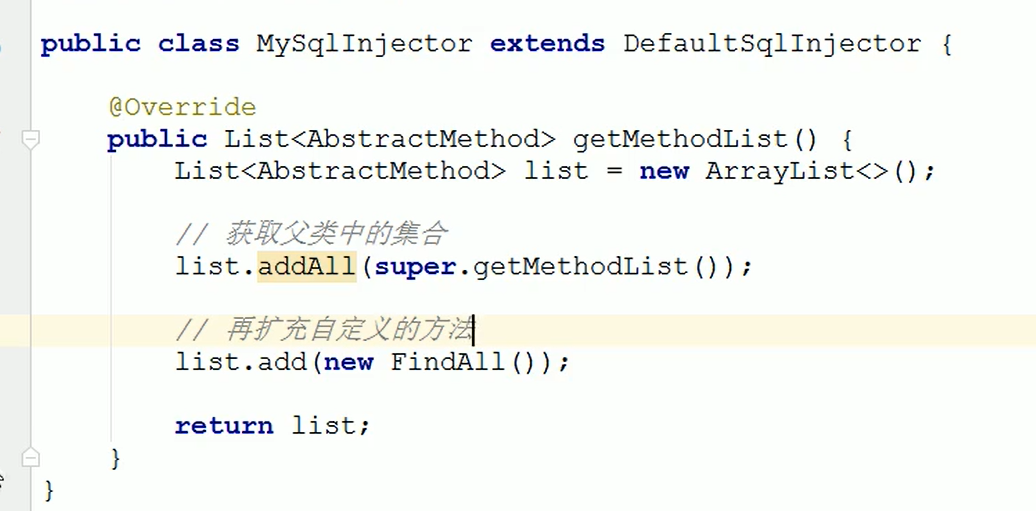 public class MySqlInjector extends DefaultSqlInjector {
@Override
public List<AbstractMethod> getMethodList() {
List<AbstractMethod> list = new ArrayList<>();
// 获取父类中的集合
list.addAll(super.getMethodList());
// 再扩充自定义的方法
list.add(new FindAll());
return list;
}
}